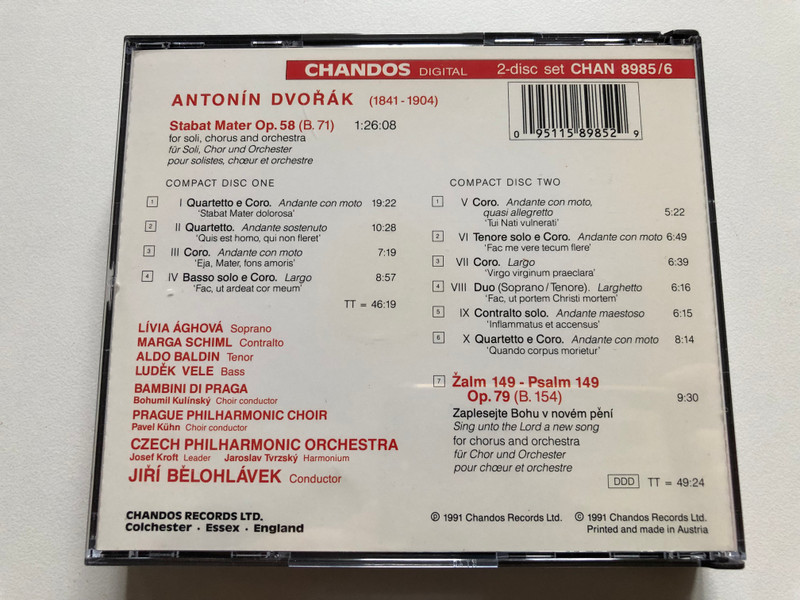 CHANDOS DIGITAL 2-disc set CHAN 8985/6
ANTONÍN DVOŘÁK (1841-1904)
0 95115 89852 9
Stabat Mater Op. 58 (B. 71) 1:26:08
for soli, chorus and orchestra
für Soli, Chor und Orchester
pour solistes, chœur et orchestre
COMPACT DISC ONE
1 I Quartetto e Coro. Andante con moto 19:22
'Stabat Mater dolorosa'
2 II Quartetto. Andante sostenuto 10:28
'Quis est homo, qui non fleret'
3 III Coro. Andante con moto 7:19
'Eja, Mater, fons amoris'
4 IV Basso solo e Coro. Largo 8:57
'Fac, ut ardeat cor meum'
TT = 46:19
LÍVIA ÁGHOVÁ Soprano
MARGA SCHIML Contralto
ALDO BALDIN Tenor
LUDĚK VELE Bass
BAMBINI DI PRAGA
Bohumil Kulínský Choir conductor
PRAGUE PHILHARMONIC CHOIR
Pavel Kühn Choir conductor
CZECH PHILHARMONIC ORCHESTRA
Josef Kroft Leader Jaroslav Tvrzský Harmonium
JIŘÍ BĚLOHLÁVEK Conductor
CHANDOS RECORDS LTD.
Colchester · Essex · England
COMPACT DISC TWO
1 V Coro. Andante con moto,
quasi allegretto 5:22
'Tui Nati vulnerati'
2 VI Tenore solo e Coro. Andante con moto 6:49
'Fac me vere tecum flere'
3 VII Coro. Largo 6:39
'Virgo virginum praeclara'
4 VIII Duo (Soprano/Tenore). Larghetto 6:16
'Fac, ut portem Christi mortem'
5 IX Contralto solo. Andante maestoso 6:15
'Inflammatus et accensus'
6 X Quartetto e Coro. Andante con moto 8:14
'Quando corpus morietur'
7 Žalm 149 - Psalm 149
Op. 79 (B. 154) 9:30
Zaplesejte Bohu v novém pění
Sing unto the Lord a new song
for chorus and orchestra
für Chor und Orchester
pour chœur et orchestre
DDD TT = 49:24
℗ 1991 Chandos Records Ltd. © 1991 Chandos Records Ltd.
Printed and made in Austria